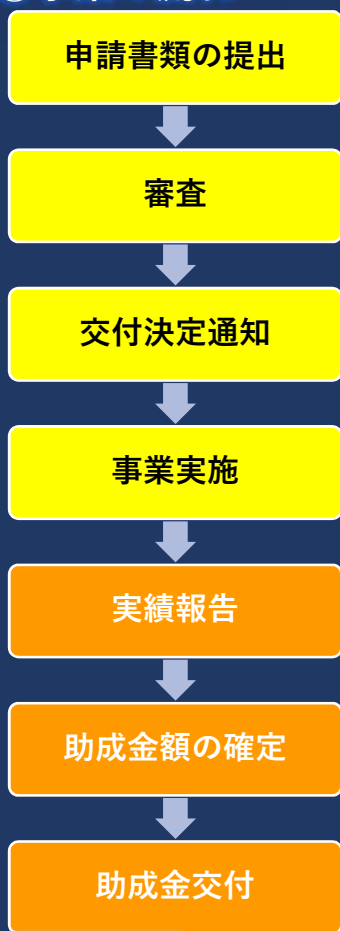 申請書類の提出
審査
交付決定通知
事業実施
実績報告
助成金額の確定
助成金交付